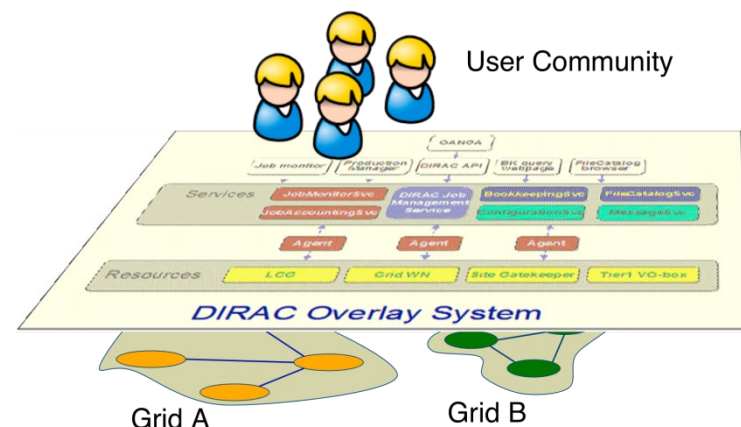 User Community
GANGA
Job monitor
Production
Manager
DIRAC API
BK query
webpage
FileCatalog
browser
Services
JobMonitorSvc
DIRAC Job
Management
Service
BookkeepingSvc
FileCatalogSvc
JobAccountingSvc
ConfigurationSvc
MessageSvc
Agent
Agent
Agent
Resources
LCG
Grid WN
Site Gatekeeper
Tier1 VO-box
DIRAC Overlay System
Grid A
Grid B